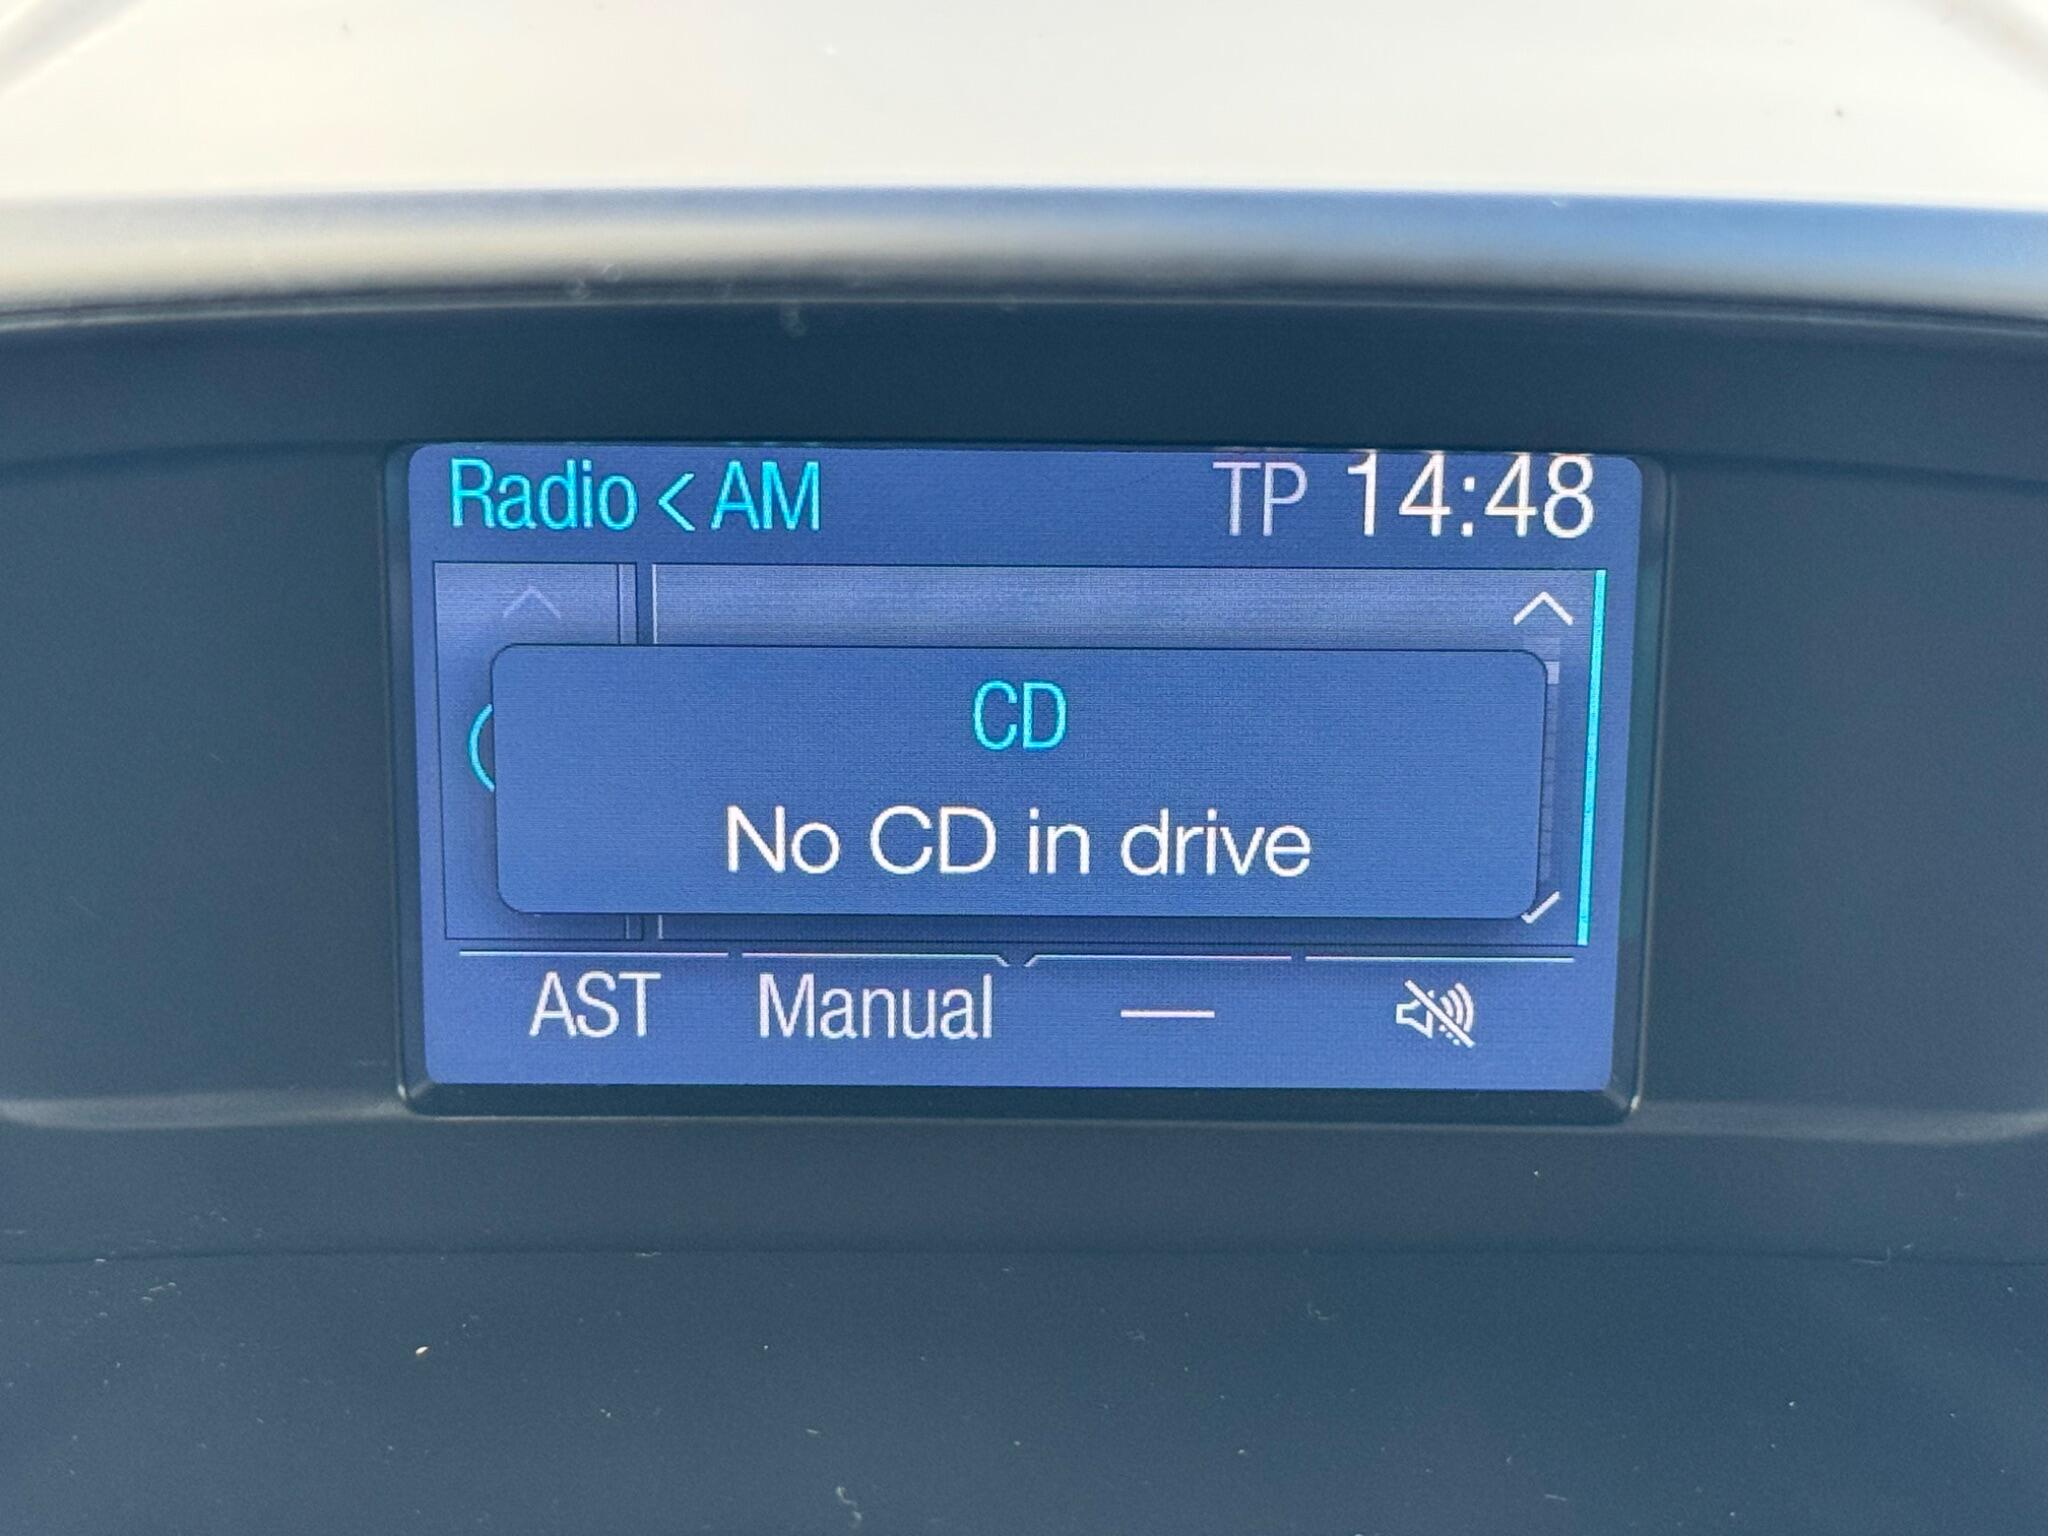 Radio < AM TP 14:48
CD
No CD in drive
AST Manual —